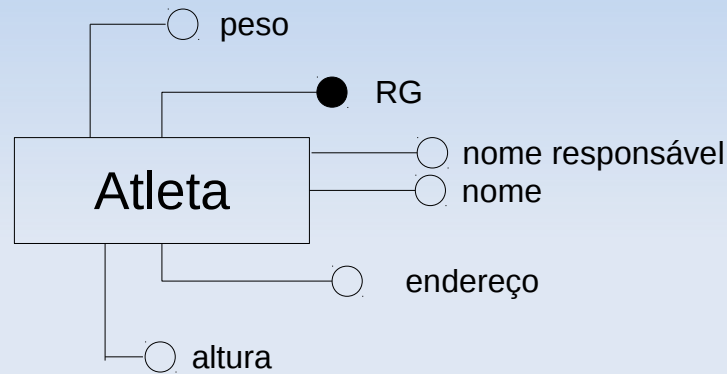 peso
RG
nome responsável
Atleta
nome
endereço
altura